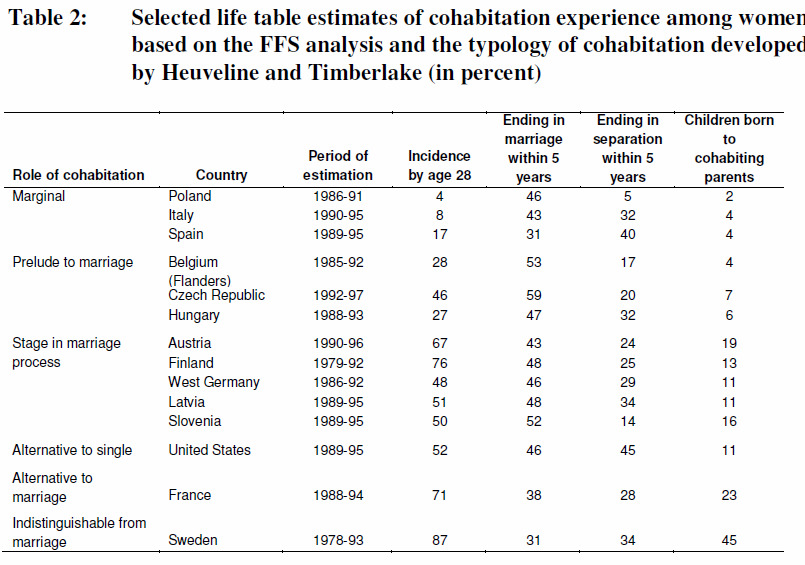 Table 2: Selected life table estimates of cohabitation experience among women
based on the FFS analysis and the typology of cohabitation developed
by Heuveline and Timberlake (in percent)
Role of cohabitation Country Period of estimation Incidence by age 28 Ending in marriage within 5 years Ending in separation within 5 years Children born to cohabiting parents
Marginal Poland 1986-91 4 46 5 2
Italy 1990-95 8 43 32 4
Spain 1989-95 17 31 40 4
Prelude to marriage Belgium 1985-92 28 53 17 4
(Flanders)
Czech Republic 1992-97 46 59 20 7
Hungary 1988-93 27 47 32 6
Stage in marriage Austria 1990-96 67 43 24 19
process Finland 1979-92 76 48 25 13
West Germany 1986-92 48 46 29 11
Latvia 1989-95 51 48 34 11
Slovenia 1989-95 50 52 14 16
Alternative to single United States 1989-95 52 46 45 11
Alternative to
marriage France 1988-94 71 38 28 23
Indistinguishable from
marriage Sweden 1978-93 87 31 34 45